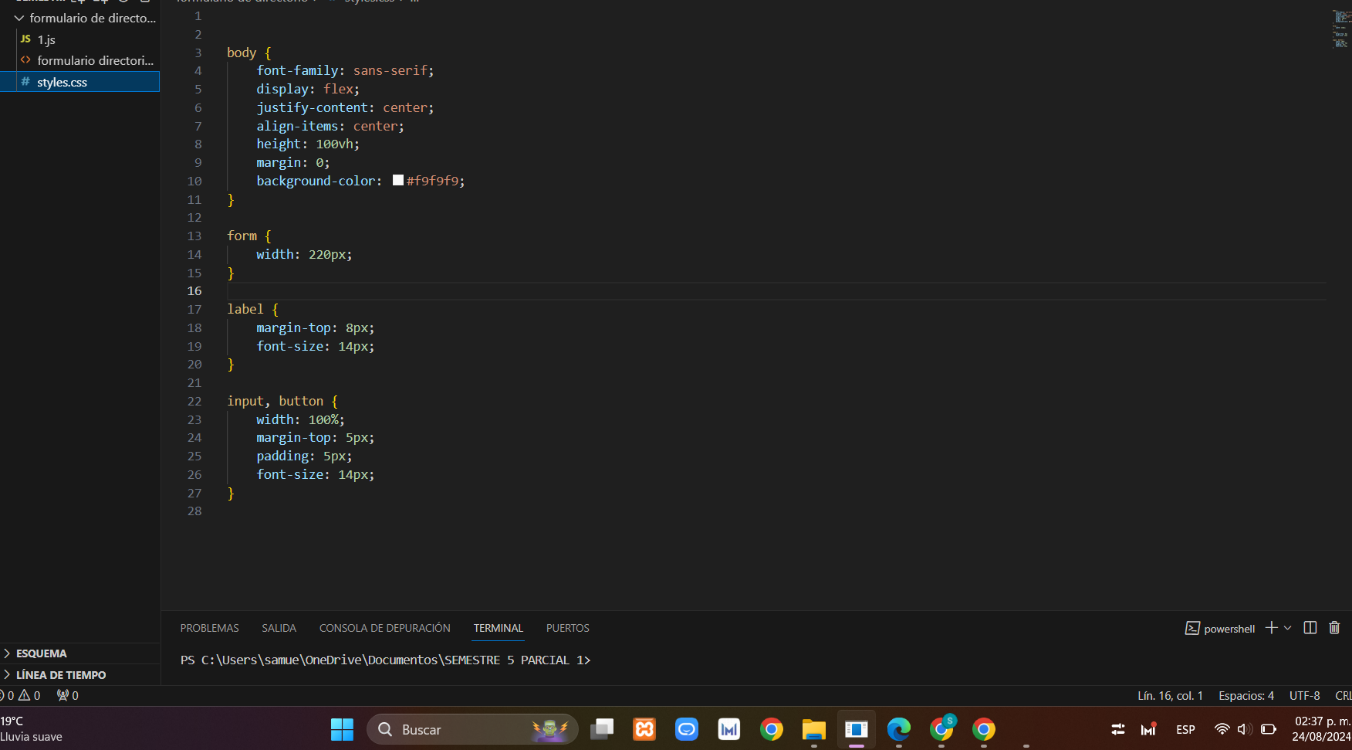 formulario de directo...
JS 1.js
<> formulario directori...
# styles.css
1
2
3 body {
4 font-family: sans-serif;
5 display: flex;
6 justify-content: center;
7 align-items: center;
8 height: 100vh;
9 margin: 0;
10 background-color: #f9f9f9;
11 }
12
13 form {
14 width: 220px;
15 }
16
17 label {
18 margin-top: 8px;
19 font-size: 14px;
20 }
21
22 input, button {
23 width: 100%;
24 margin-top: 5px;
25 padding: 5px;
26 font-size: 14px;
27 }
28
PROBLEMAS SALIDA CONSOLA DE DEPURACIÓN TERMINAL PUERTOS
powershell
PS C:\Users\samue\OneDrive\Documentos\SEMESTRE 5 PARCIAL 1>
ESQUEMA
LÍNEA DE TIEMPO
0 0 0
Lín. 16, col. 1 Espacios: 4 UTF-8 CRL
19°C
Lluvia suave
Buscar
S
ESP
02:37 p. m.
24/08/2024